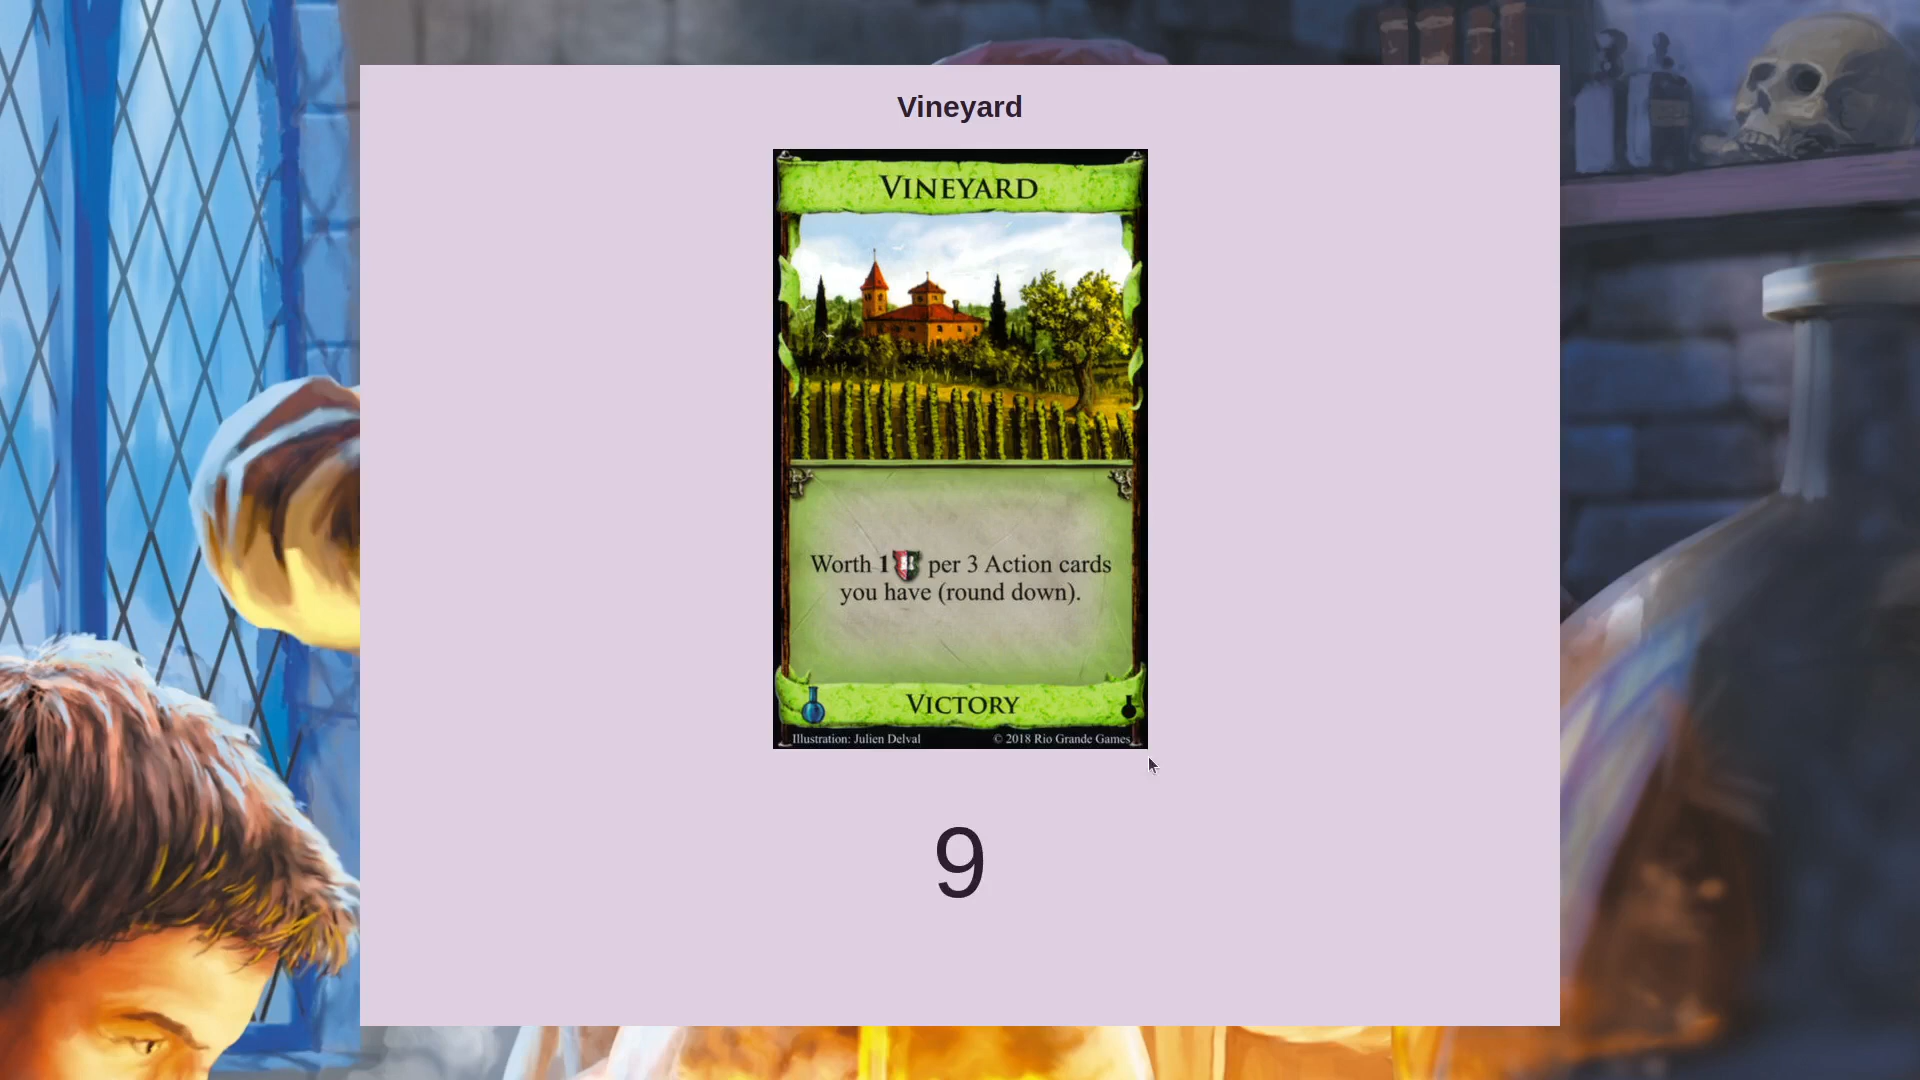 Vineyard
VINEYARD
Worth 1 per 3 Action cards
you have (round down).
VICTORY
Illustration: Julien Delval © 2018 Rio Grande Games
9